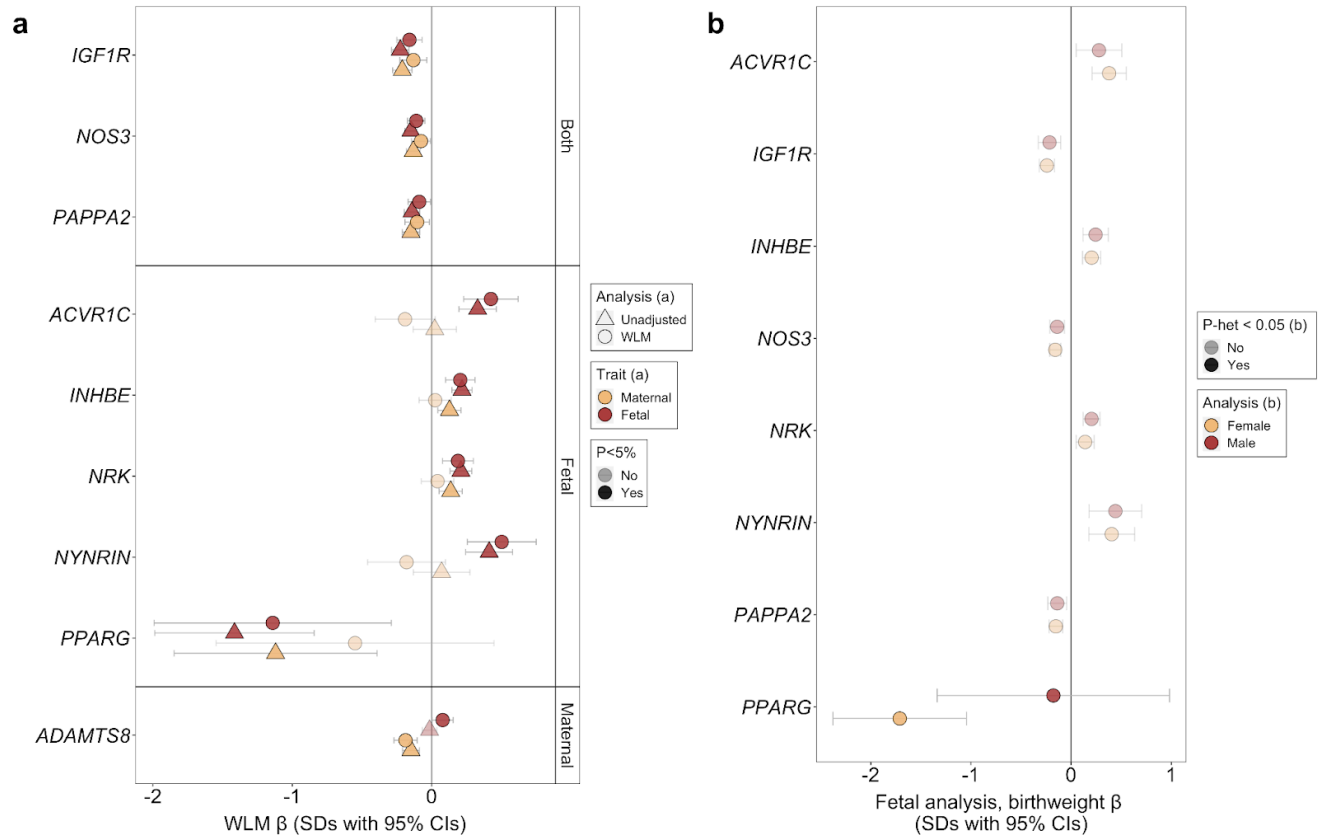 a
IGF1R
NOS3
PAPPA2
Both
ACVR1C
INHBE
NRK
NYNRIN
PPARG
Fetal
ADAMTS8
Maternal
-2
-1
0
WLM β (SDs with 95% CIs)
Analysis (a)
Unadjusted
WLM
Trait (a)
Maternal
Fetal
P<5%
No
Yes
b
ACVR1C
IGF1R
INHBE
NOS3
NRK
NYNRIN
PAPPA2
PPARG
-2
-1
0
1
Fetal analysis, birthweight β
(SDs with 95% CIs)
P-het < 0.05 (b)
No
Yes
Analysis (b)
Female
Male